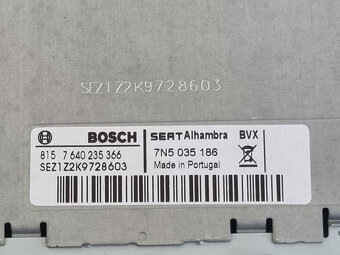 SEZ1Z2K9728603
BOSCH SEAT Alhambra BVX
815 7 640 235 366 7N5 035 186
SEZ1Z2K9728603 Made in Portugal